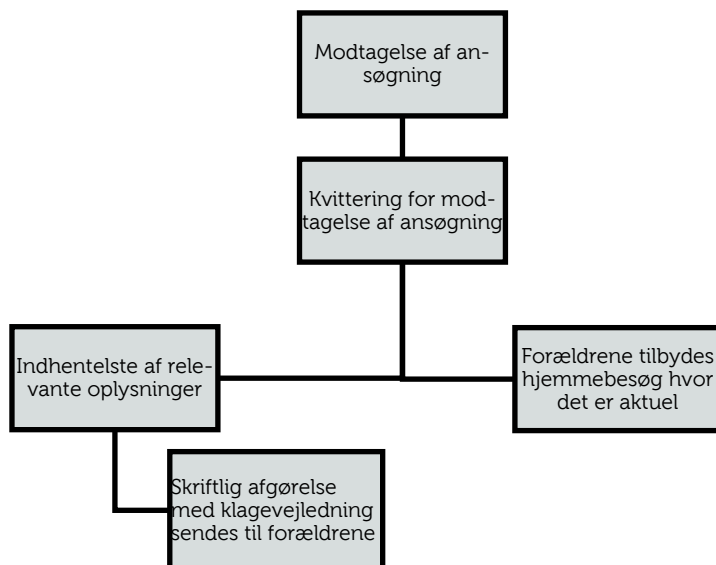 Modtagelse af an-
søgning
Kvittering for mod-
tagelse af ansøgning
Indhentelste af rele-
vante oplysninger
Forældrene tilbydes
hjemmebesøg hvor
det er aktuel
Skriftlig afgørelse
med klagevejledning
sendes til forældrene